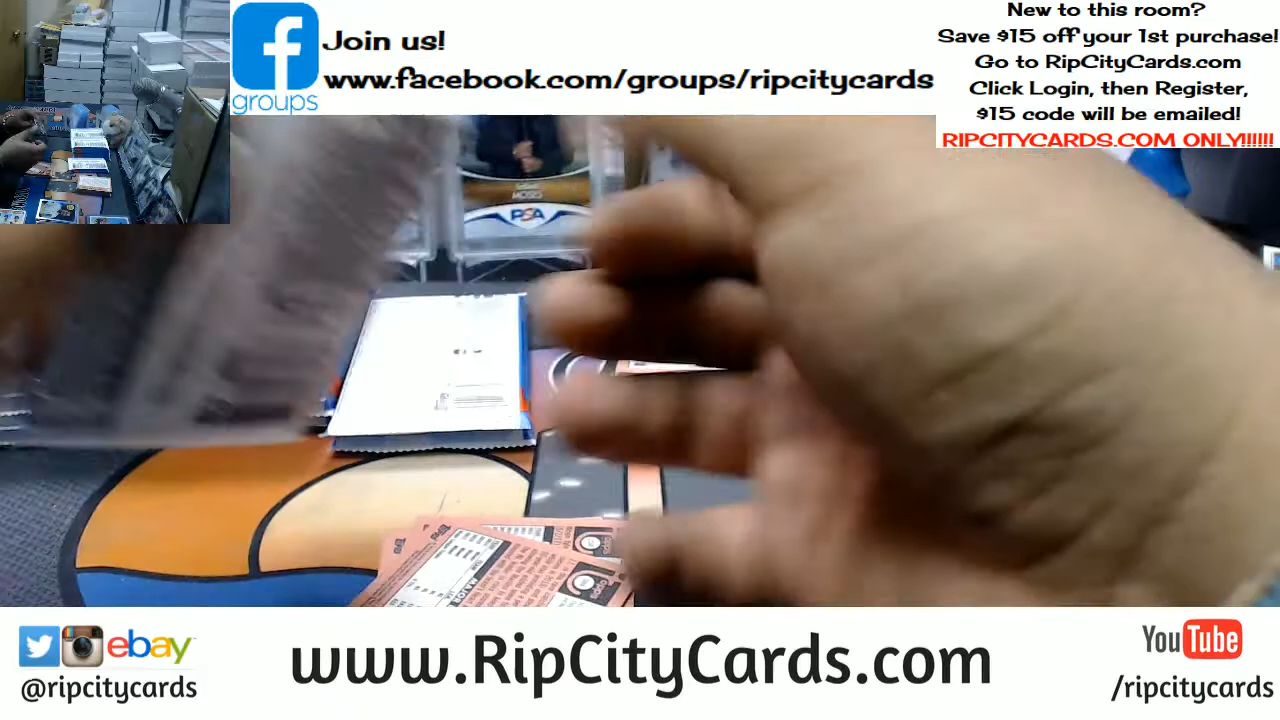 groups
Join us!
www.facebook.com/groups/ripcitycards
New to this room?
Save $15 off your 1st purchase!
Go to RipCityCards.com
Click Login, then Register,
$15 code will be emailed!
RIPCITYCARDS.COM ONLY!!!!!!
PSA
topps
topps
ebay
@ripcitycards
www.RipCityCards.com
YouTube
/ripcitycards